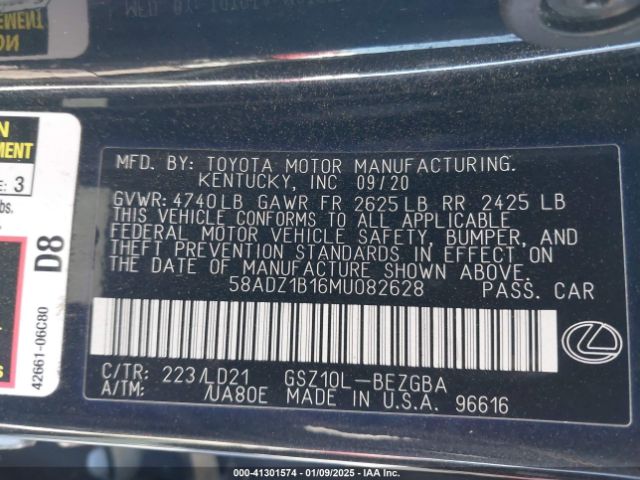 MFD. BY: TOYOTA MOTOR MANUFACTURING.
KENTUCKY, INC 09/20
GVWR: 4740LB GAWR FR 2625LB RR 2425 LB
THIS VEHICLE CONFORMS TO ALL APPLICABLE
FEDERAL MOTOR VEHICLE SAFETY, BUMPER, AND
THEFT PREVENTION STANDARDS IN EFFECT ON
THE DATE OF MANUFACTURE SHOWN ABOVE.
58ADZ1B16MU082628 PASS. CAR
C/TR: 223/LD21 GSZ10L-BEZGBA
A/TM: /UA80E MADE IN U.S.A. 96616
E: 3
lbs.
D8
42661-06C80
000-41301574 | 01/09/2025 | IAA, Inc.